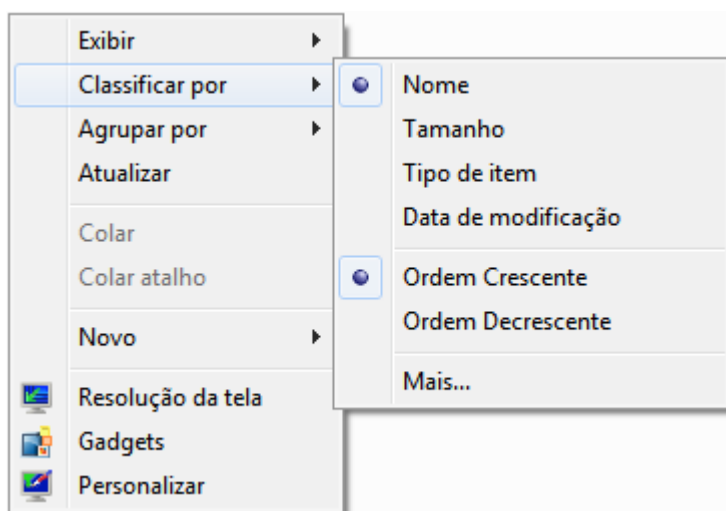 Exibir
Classificar por
Agrupar por
Atualizar
Colar
Colar atalho
Novo
Resolução da tela
Gadgets
Personalizar
Nome
Tamanho
Tipo de item
Data de modificação
Ordem Crescente
Ordem Decrescente
Mais...